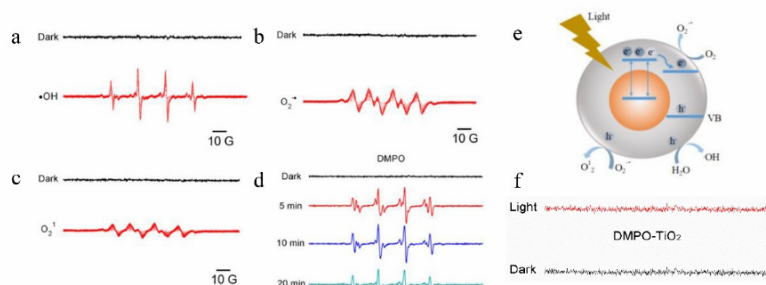 a
Dark
•OH
10 G
b
Dark
O₂⁻•
10 G
c
Dark
O₂¹
10 G
d
DMPO
Dark
5 min
10 min
20 min
e
Light
O₂·⁻
O₂
e⁻ e⁻ e⁻
e⁻
h⁻
VB
h⁻
h⁻
O¹₂
O₂·⁻
H₂O
OH
f
Light
DMPO-TiO₂
Dark